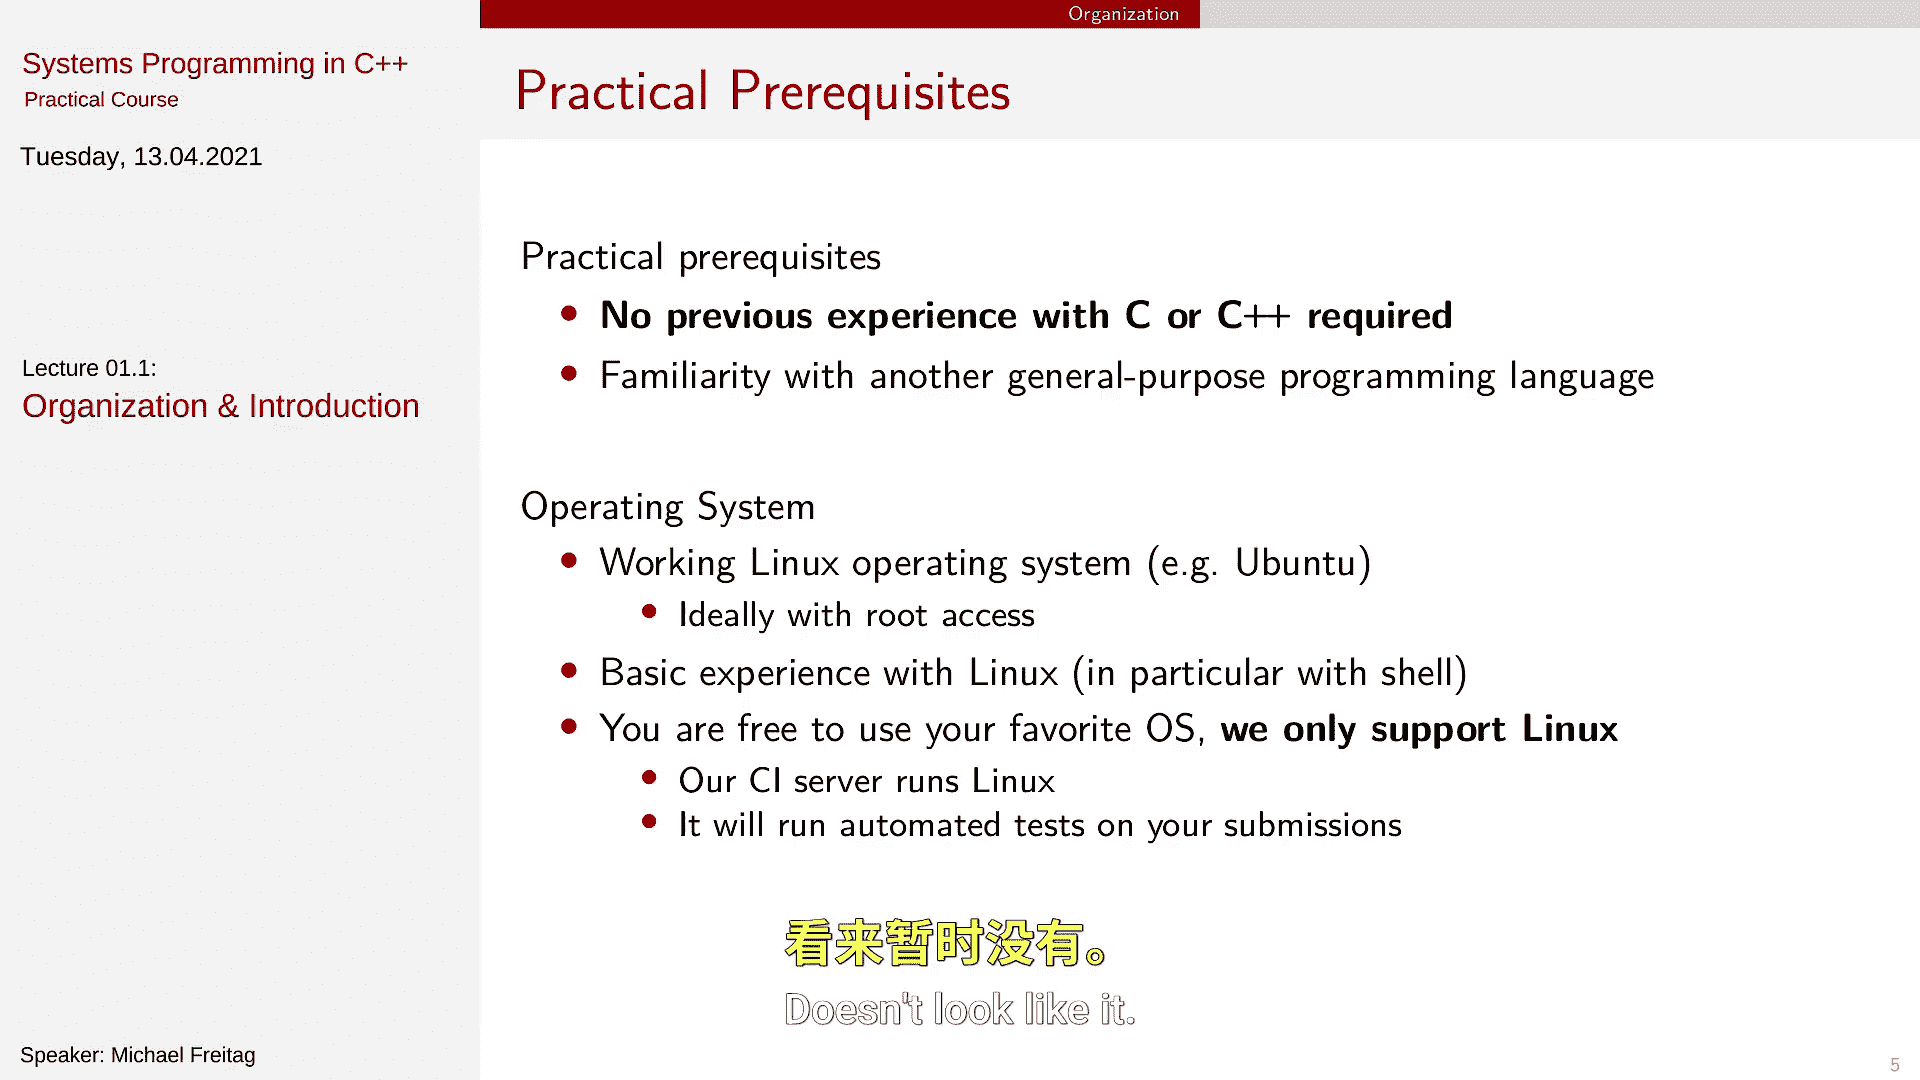 Organization
Systems Programming in C++
Practical Course
Tuesday, 13.04.2021
Lecture 01.1:
Organization & Introduction
Speaker: Michael Freitag
Practical Prerequisites
Practical prerequisites
No previous experience with C or C++ required
Familiarity with another general-purpose programming language
Operating System
Working Linux operating system (e.g. Ubuntu)
Ideally with root access
Basic experience with Linux (in particular with shell)
You are free to use your favorite OS, we only support Linux
Our CI server runs Linux
It will run automated tests on your submissions
看来暂时没有。
Doesn't look like it.
5